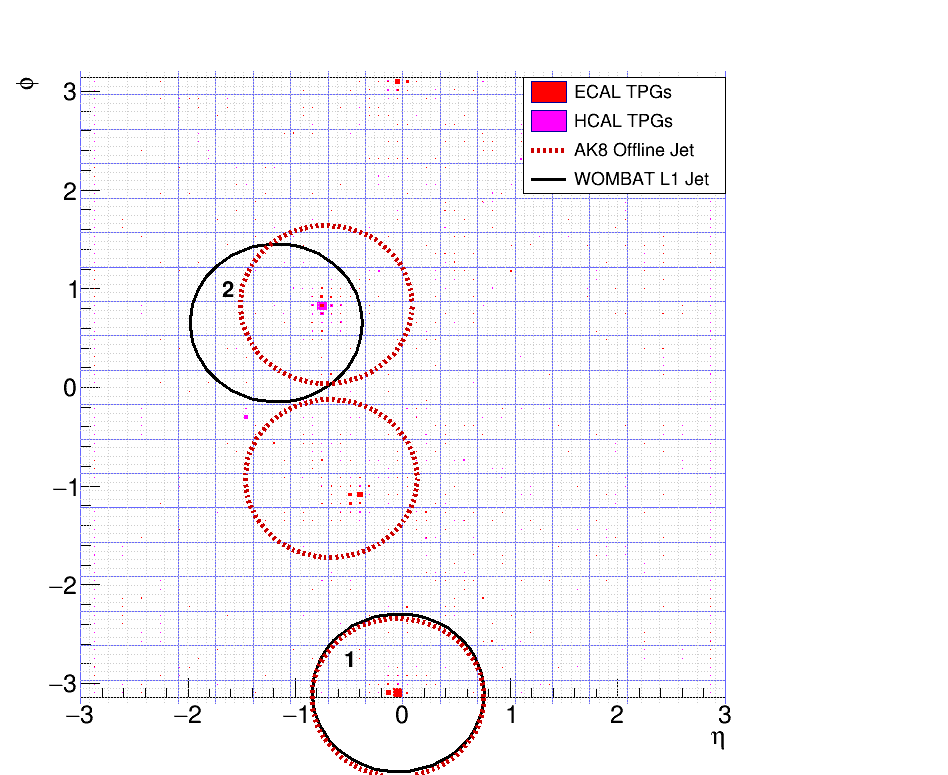 φ
ECAL TPGs
HCAL TPGs
AK8 Offline Jet
WOMBAT L1 Jet
3
2
1
0
−1
−2
−3
2
1
−3 −2 −1 0 1 2 3
η